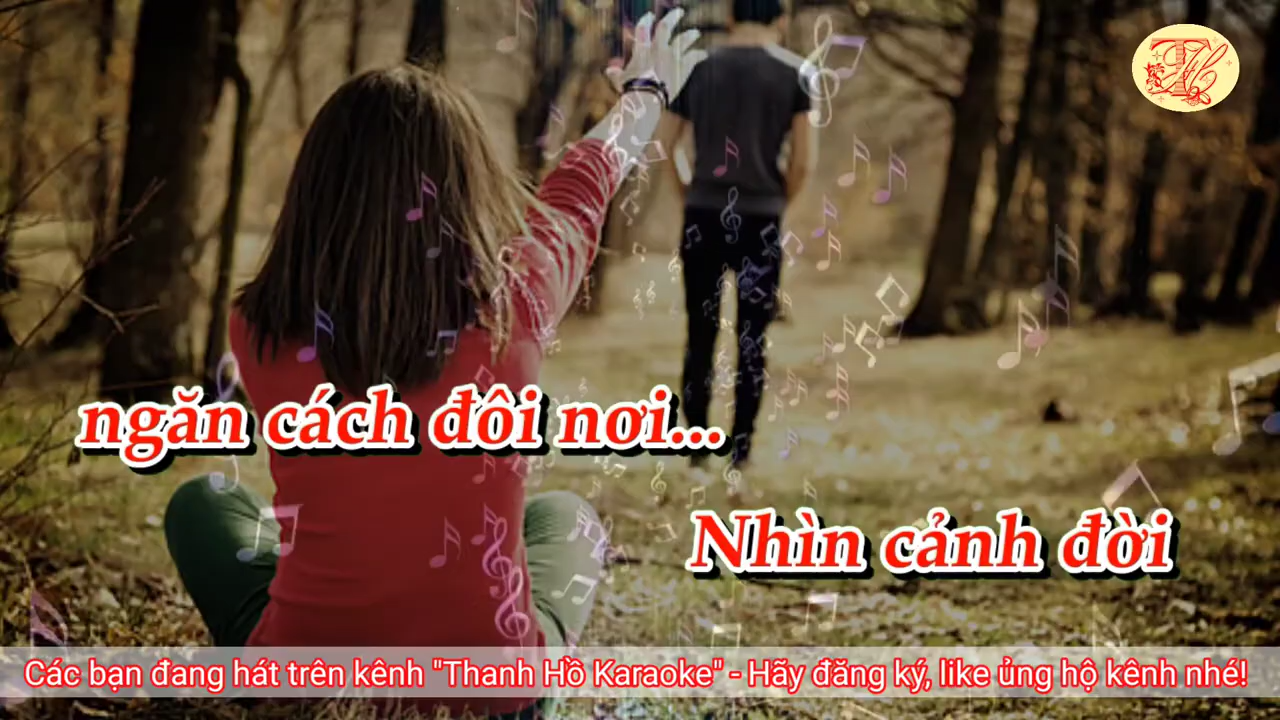 ngăn cách đôi nơi...
Nhìn cảnh đời
Các bạn đang hát trên kênh "Thanh Hồ Karaoke" - Hãy đăng ký, like ủng hộ kênh nhé!